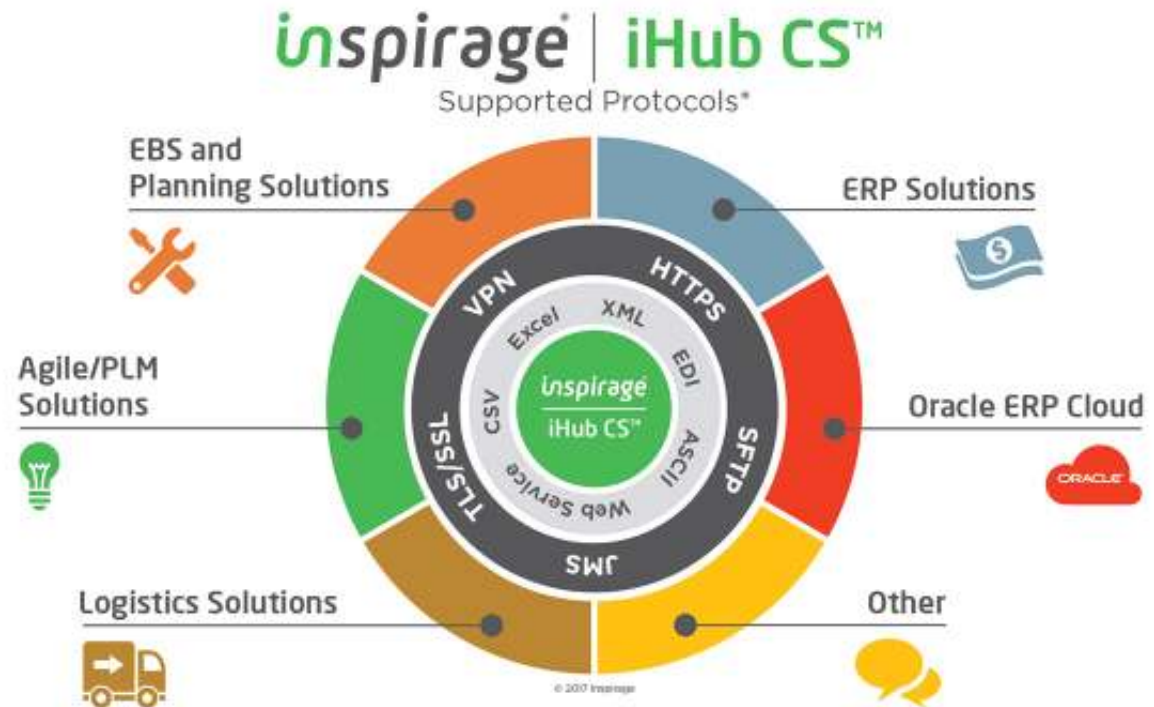 inspirage® | iHub CS™
Supported Protocols*
EBS and
Planning Solutions
ERP Solutions
Agile/PLM
Solutions
Oracle ERP Cloud
ORACLE
Logistics Solutions
Other
VPN
HTTPS
SFTP
JMS
TLS/SSL
Excel
XML
EDI
ASCII
Web Service
CSV
inspirage
iHub CS™
© 2017 Inspirage